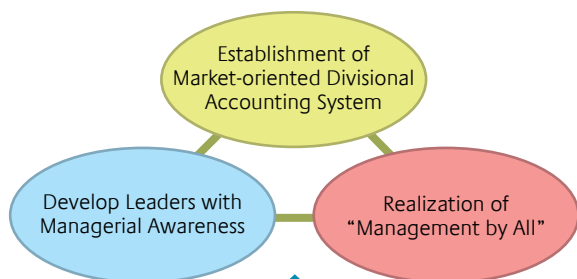 Establishment of
Market-oriented Divisional
Accounting System
Develop Leaders with
Managerial Awareness
Realization of
“Management by All”